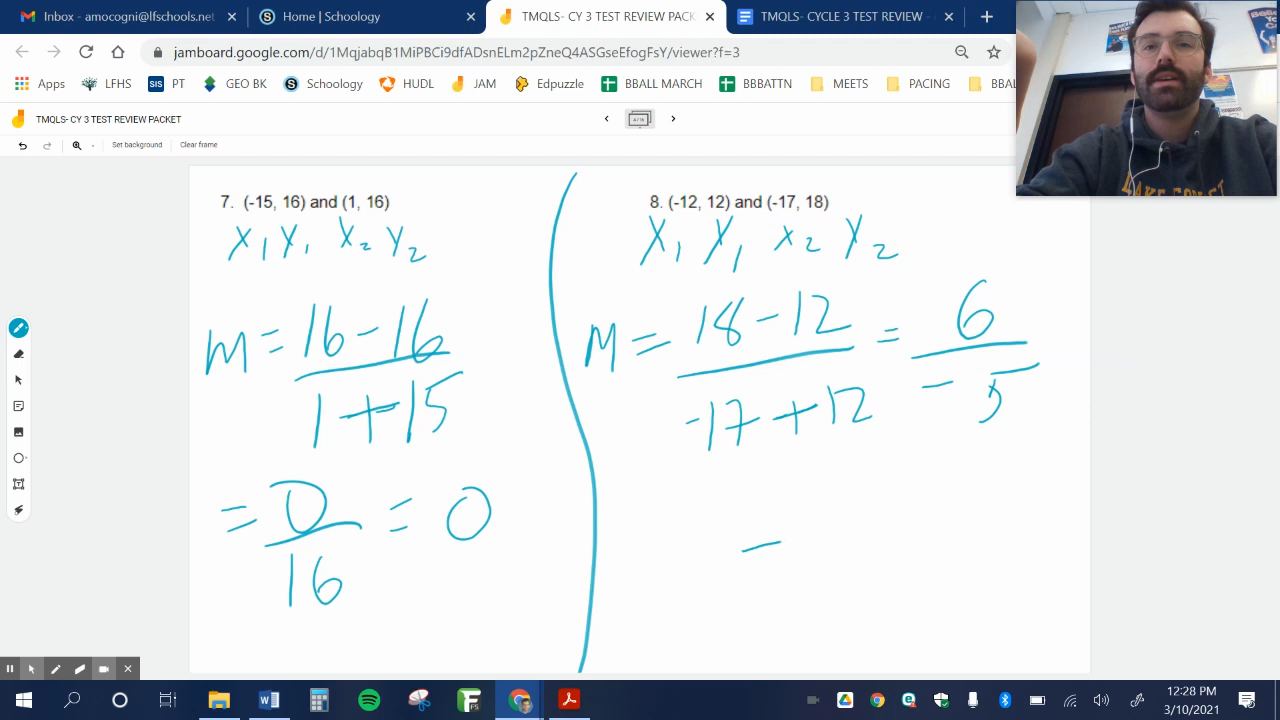 Inbox - amocogni@lfschools.net
Home | Schoology
TMQLS- CY 3 TEST REVIEW PACK
TMQLS- CYCLE 3 TEST REVIEW -
jamboard.google.com/d/1MqjabqB1MiPBCi9dfADsnELm2pZneQ4ASGseEfogFsY/viewer?f=3
Apps LFHS SIS PT GEO BK Schoology HUDL JAM Edpuzzle BBALL MARCH BBBATTN MEETS PACING BBAL
TMQLS- CY 3 TEST REVIEW PACKET
Set background Clear frame
7. (-15, 16) and (1, 16)
x₁ y₁ x₂ y₂
m = 16 - 16
1 + 15
= 0 = 0
16
8. (-12, 12) and (-17, 18)
x₁ y₁ x₂ y₂
m = 18 - 12 = 6
-17 + 12 - 5
-
12:28 PM
3/10/2021